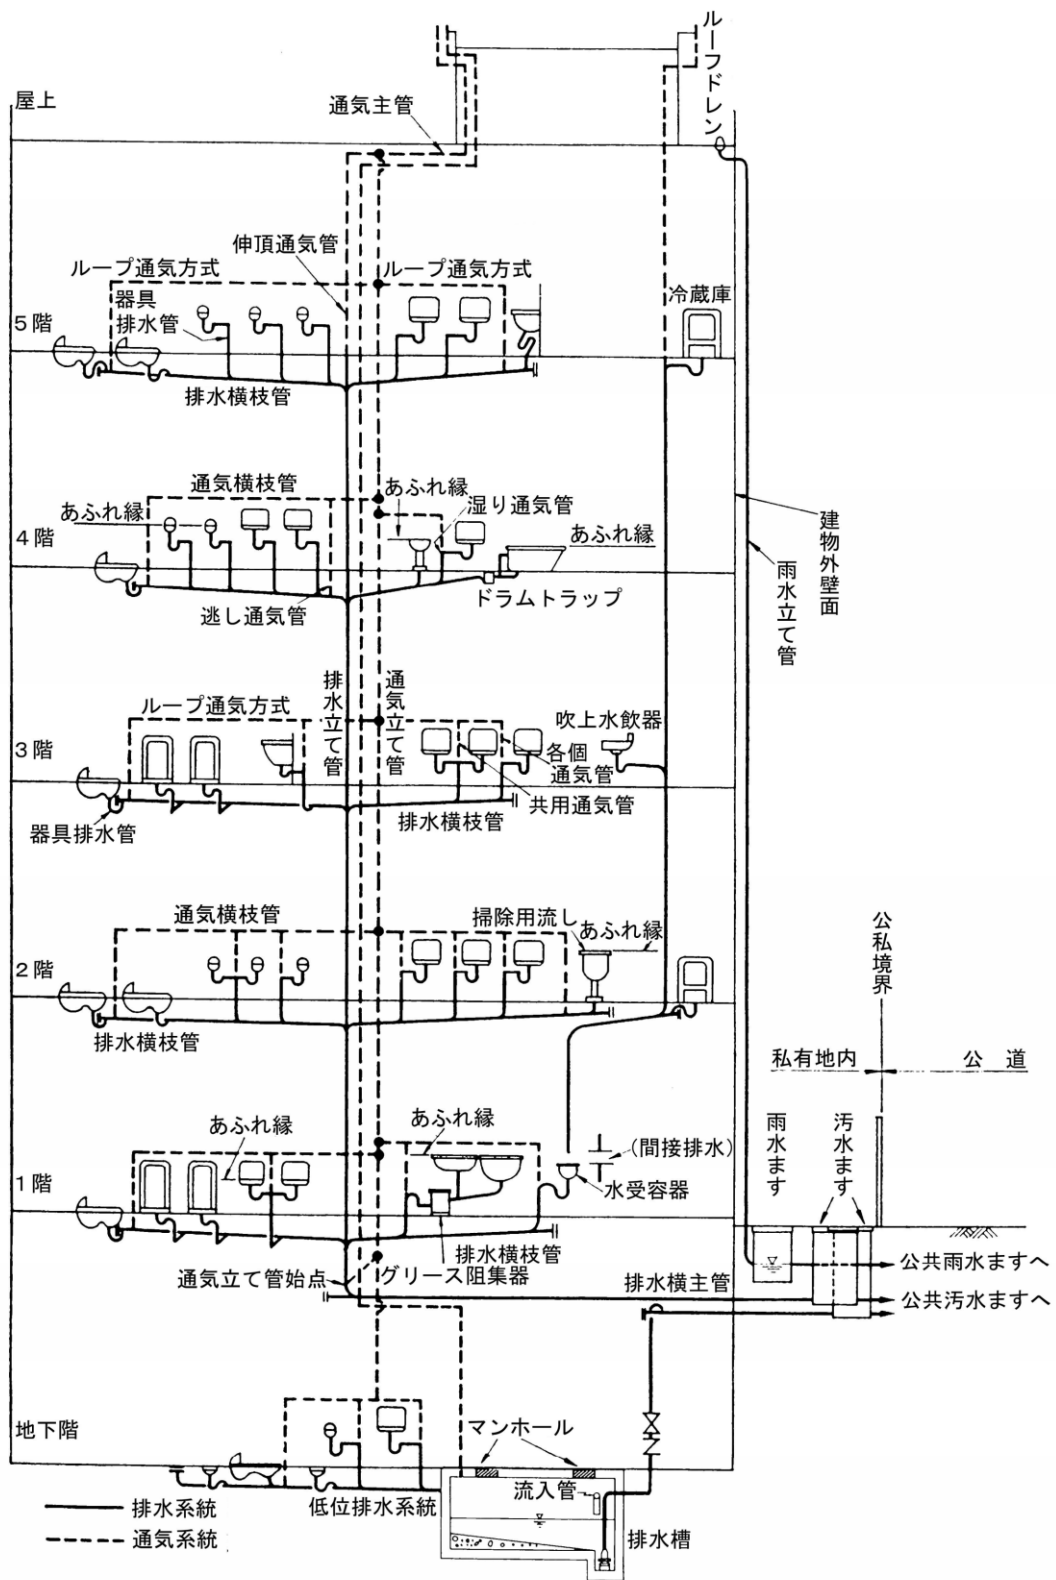 ルーフドレン
屋上
通気主管
伸頂通気管
ループ通気方式
ループ通気方式
器具
排水管
冷蔵庫
5階
排水横枝管
通気横枝管
あふれ縁
湿り通気管
あふれ縁
あふれ縁
4階
逃し通気管
ドラムトラップ
建物外壁面
雨水立て管
ループ通気方式
排水立て管
通気立て管
吹上水飲器
3階
各個
通気管
共用通気管
器具排水管
排水横枝管
通気横枝管
掃除用流し
あふれ縁
2階
排水横枝管
公私境界
私有地内
公道
あふれ縁
あふれ縁
(間接排水)
雨水ます
汚水ます
1階
水受容器
排水横枝管
通気立て管始点
グリース阻集器
排水横主管
公共雨水ますへ
公共汚水ますへ
地下階
マンホール
流入管
低位排水系統
排水槽
排水系統
通気系統